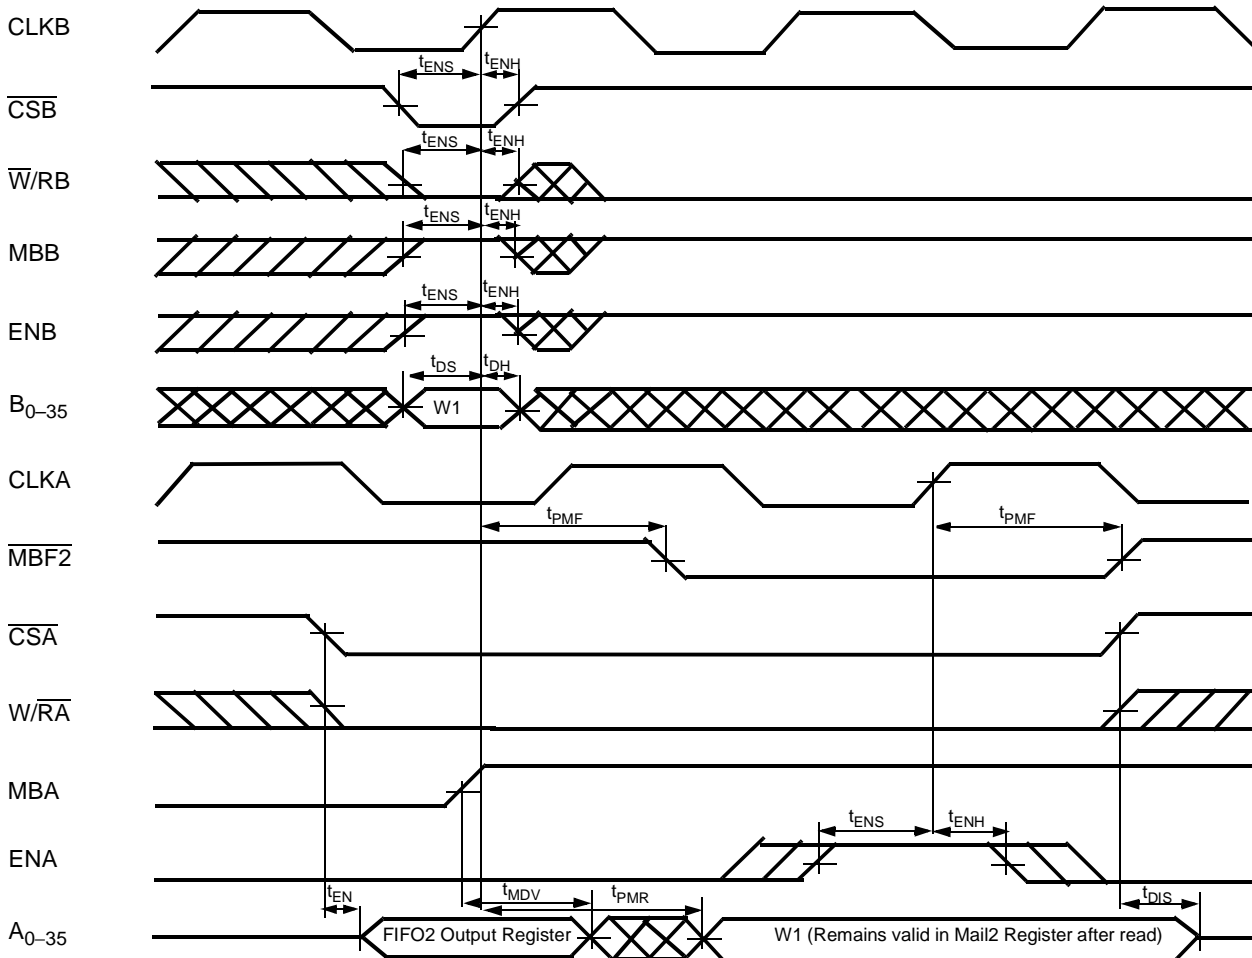 CLKB
tENS tENH
CSB
tENS tENH
W/RB
tENS tENH
MBB
tENS tENH
ENB
tDS tDH
B0–35 W1
CLKA
tPMF tPMF
MBF2
CSA
W/RA
MBA
tENS tENH
ENA
tEN tMDV tPMR tDIS
A0–35 FIFO2 Output Register W1 (Remains valid in Mail2 Register after read)